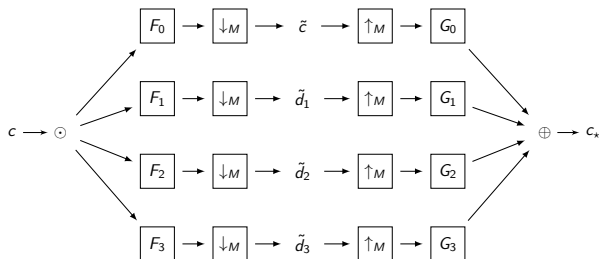 F₀ ↓M c̃ ↑M G₀
F₁ ↓M d̃₁ ↑M G₁
c ⊙ ⊕ c⋆
F₂ ↓M d̃₂ ↑M G₂
F₃ ↓M d̃₃ ↑M G₃